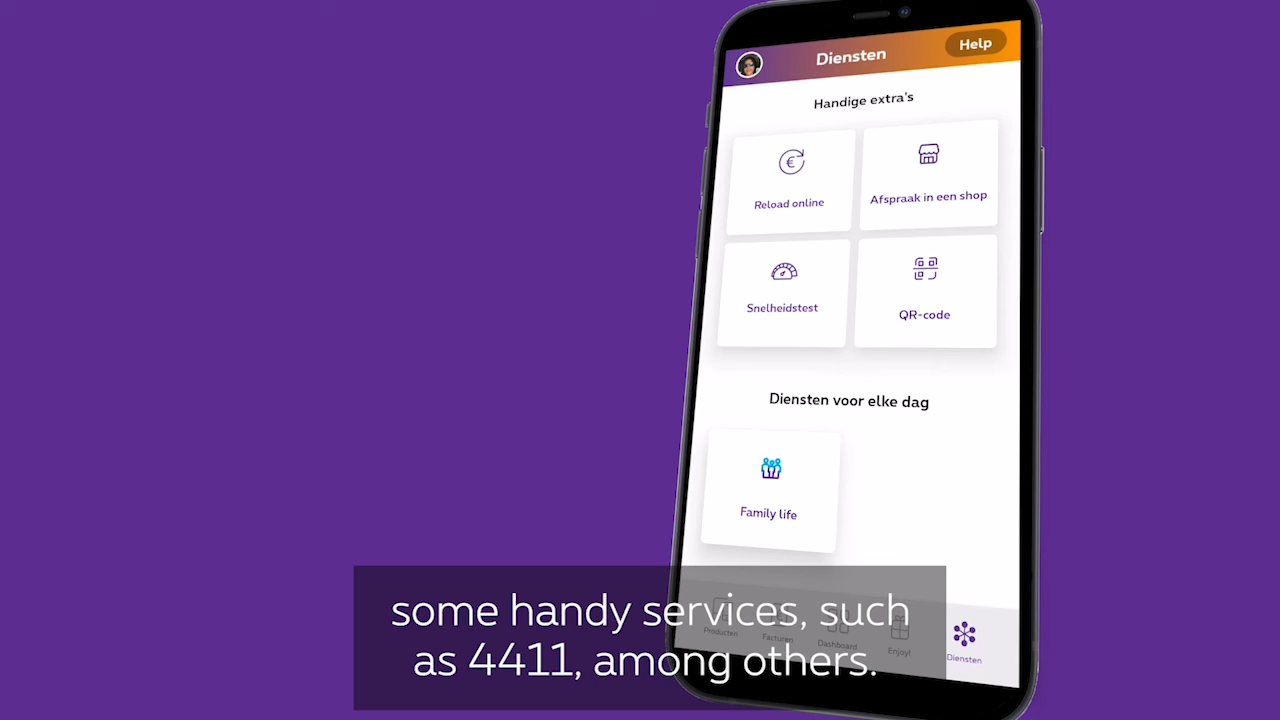 Diensten
Help
Handige extra's
Reload online
Afspraak in een shop
Snelheidstest
QR-code
Diensten voor elke dag
Family life
Producten
Facturen
Dashboard
Enjoy!
Diensten
some handy services, such
as 4411, among others.